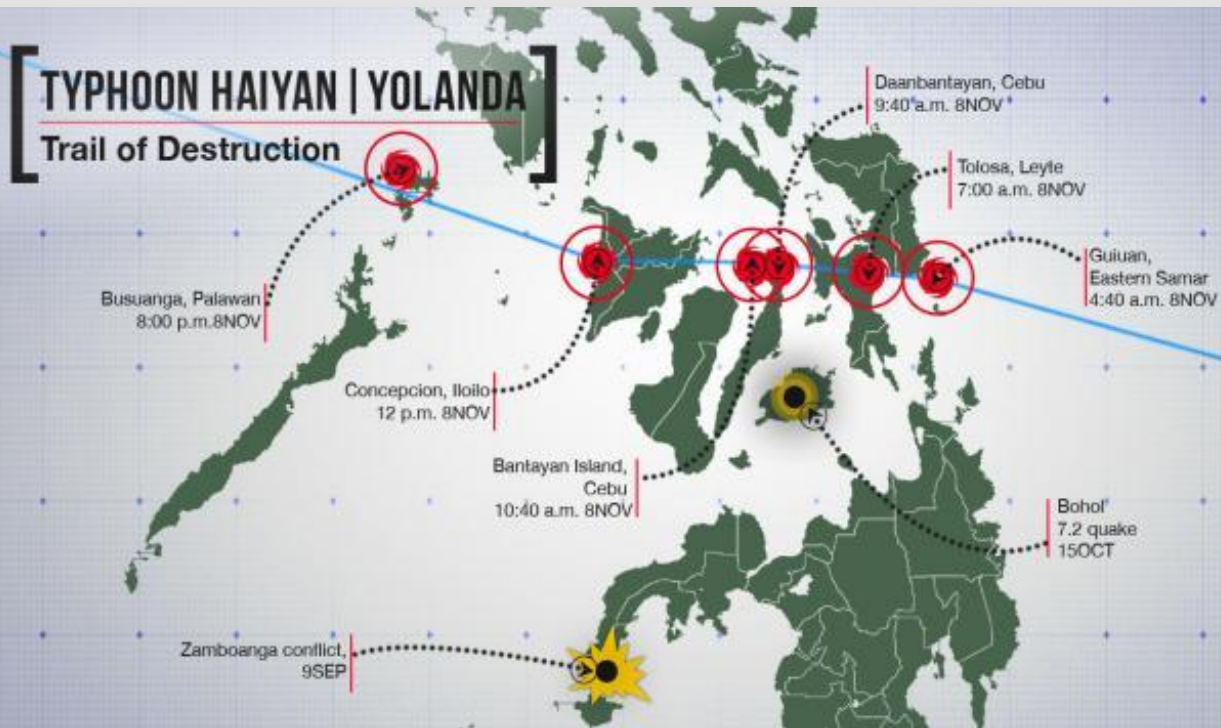 TYPHOON HAIYAN | YOLANDA
Trail of Destruction
Daanbantayan, Cebu
9:40 a.m. 8NOV
Tolosa, Leyte
7:00 a.m. 8NOV
Guiuan,
Eastern Samar
4:40 a.m. 8NOV
Busuanga, Palawan
8:00 p.m.8NOV
Concepcion, Iloilo
12 p.m. 8NOV
Bantayan Island,
Cebu
10:40 a.m. 8NOV
Bohol
7.2 quake
15OCT
Zamboanga conflict,
9SEP